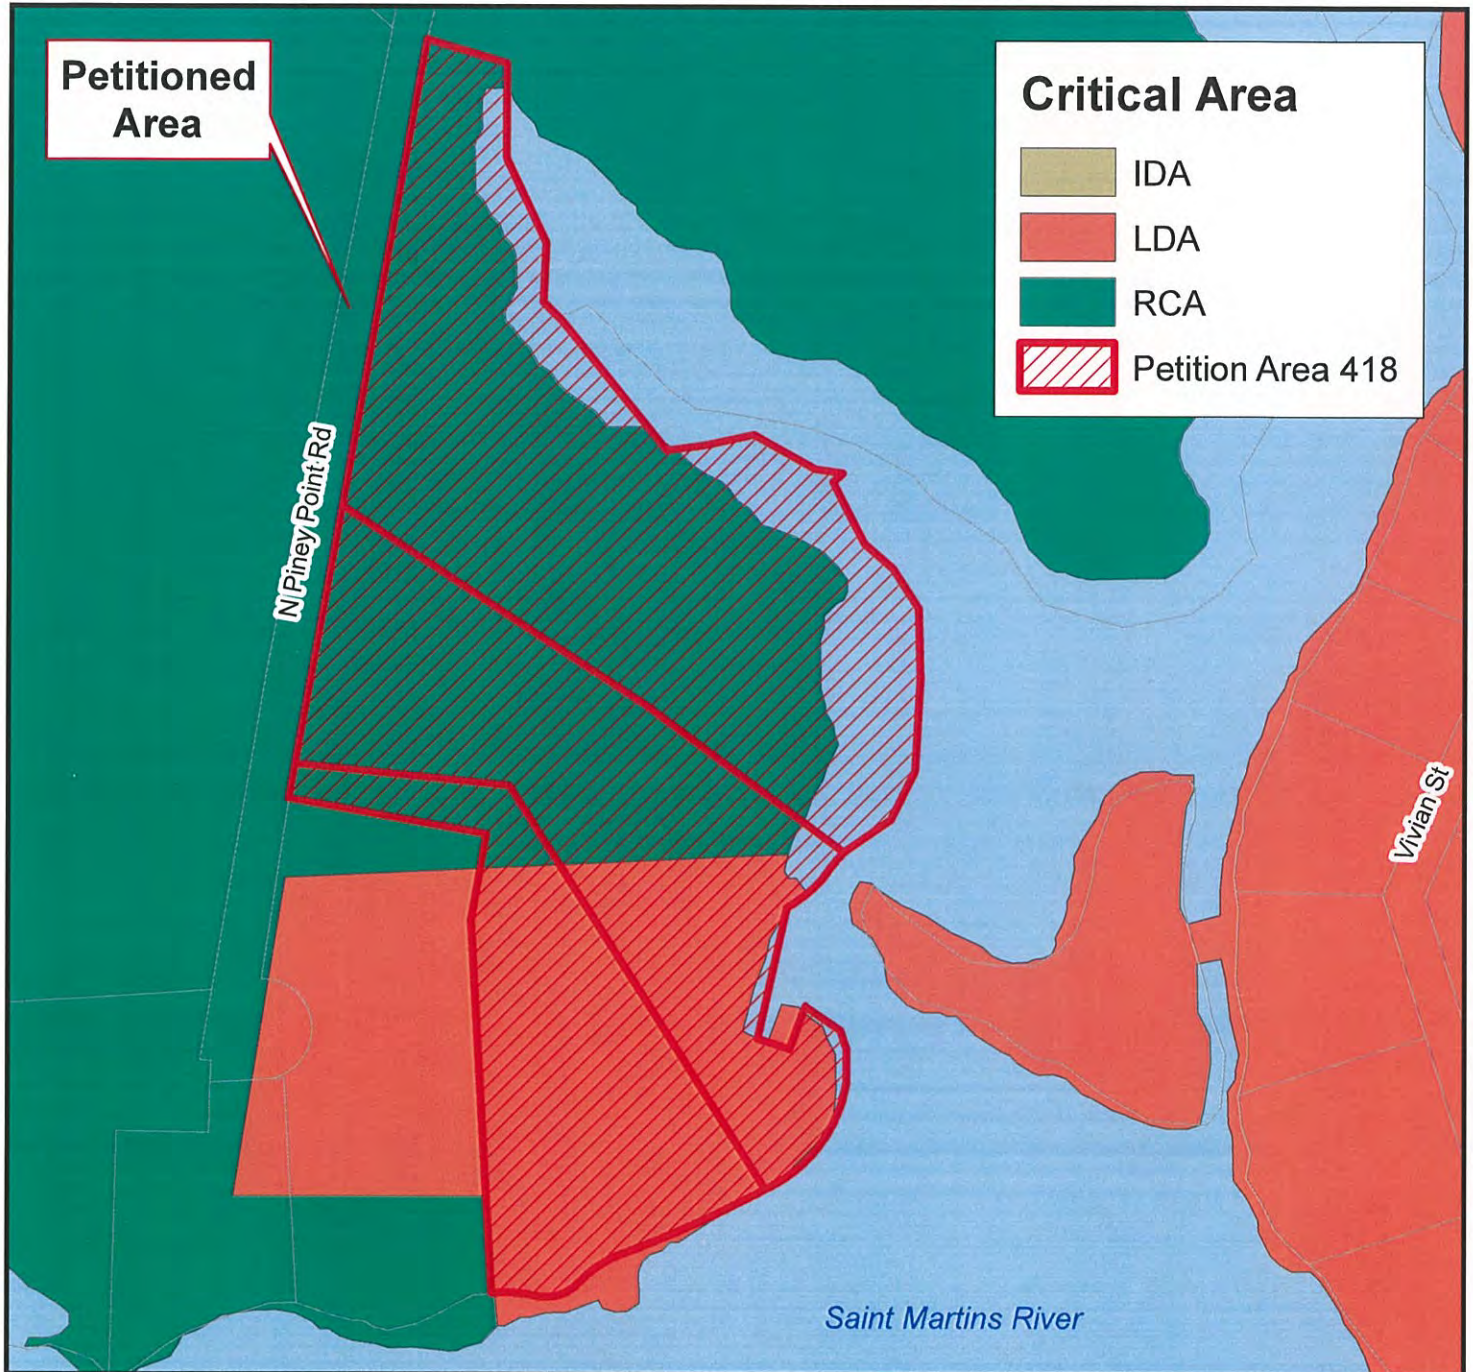 Petitioned
Area
Critical Area
IDA
LDA
RCA
Petition Area 418
N Piney Point Rd
Vivian St
Saint Martins River